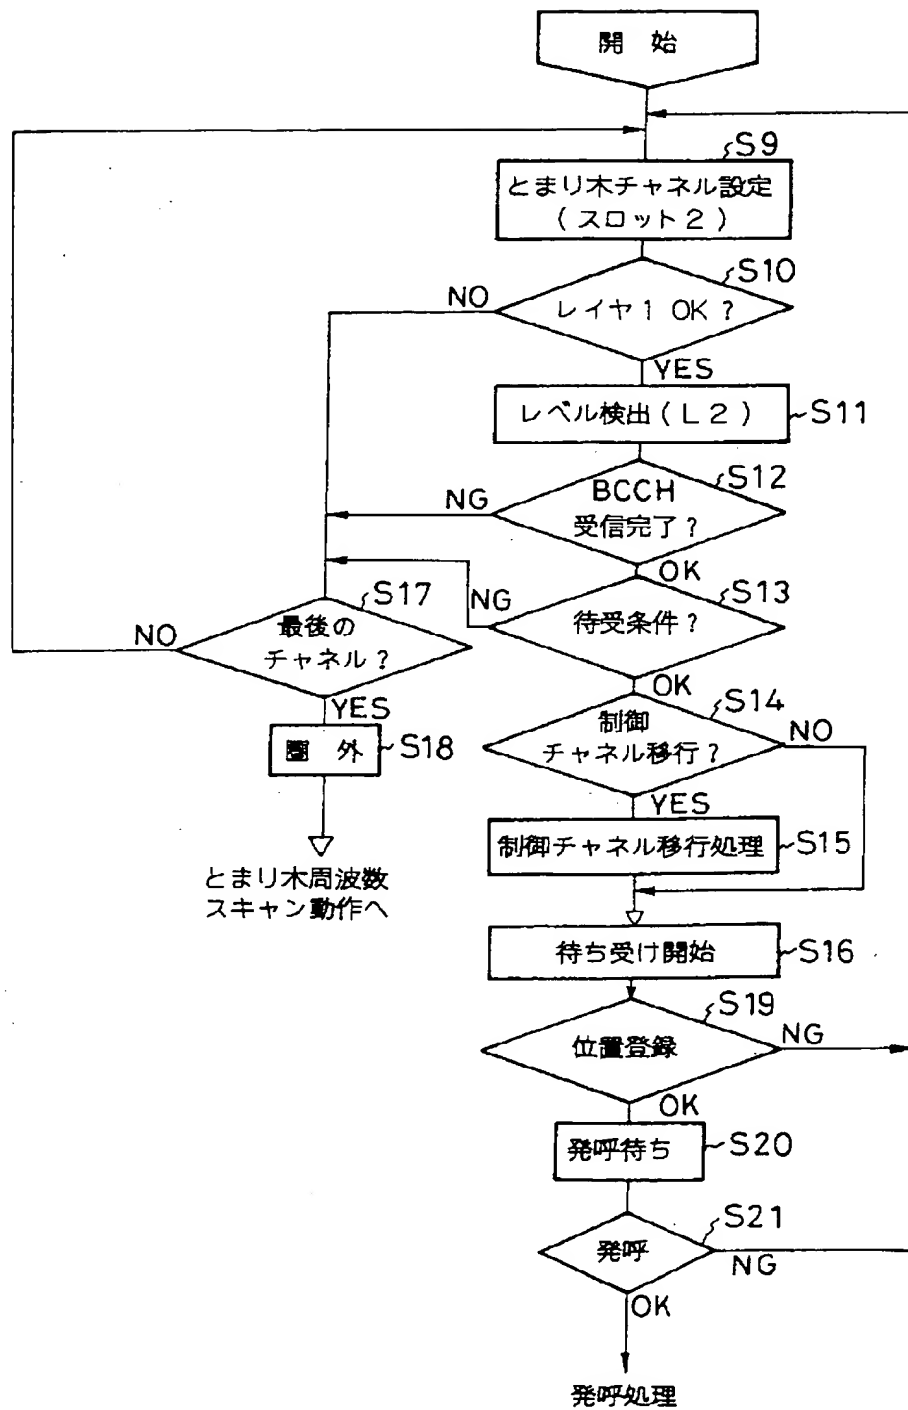 開 始
S9
とまり木チャネル設定
(スロット2)
S10
NO
レイヤ1 OK?
YES
レベル検出(L2)
S11
S12
NG
BCCH
受信完了?
OK
S13
NG
待受条件?
OK
S17
NO
最後の
チャネル?
YES
圏 外
S18
とまり木周波数
スキャン動作へ
S14
制御
チャネル移行?
NO
YES
制御チャネル移行処理
S15
待ち受け開始
S16
S19
位置登録
NG
OK
発呼待ち
S20
S21
発呼
NG
OK
発呼処理